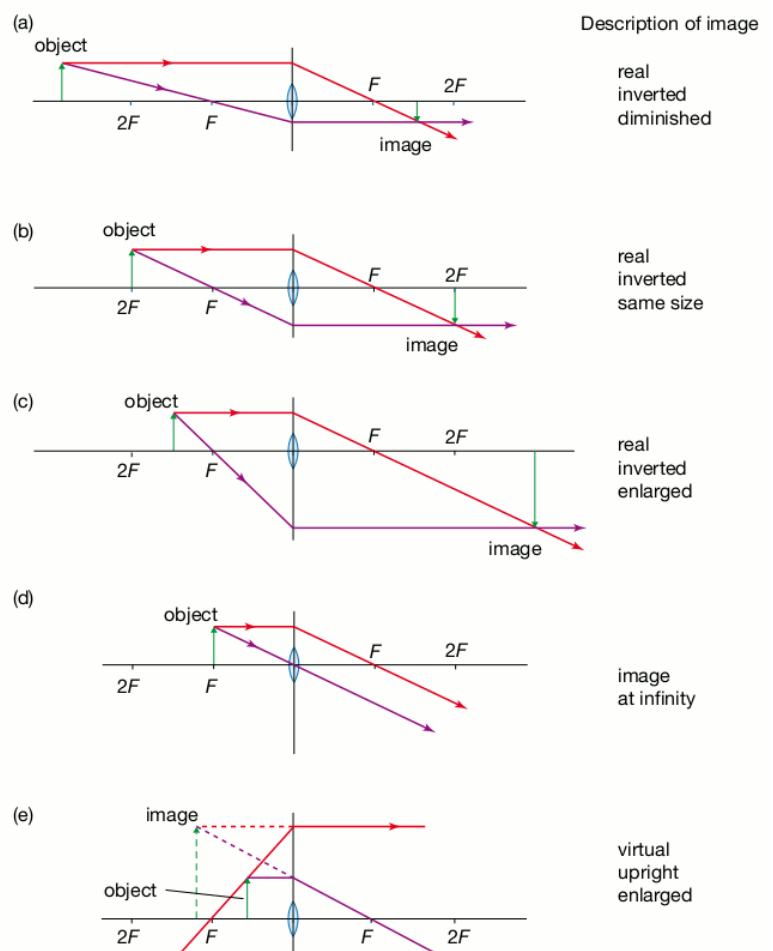 (a)
Description of image
object
F
2F
2F
F
image
real
inverted
diminished
(b)
object
F
2F
2F
F
image
real
inverted
same size
(c)
object
F
2F
2F
F
image
real
inverted
enlarged
(d)
object
F
2F
2F
F
image
at infinity
(e)
image
object
2F
F
F
2F
virtual
upright
enlarged